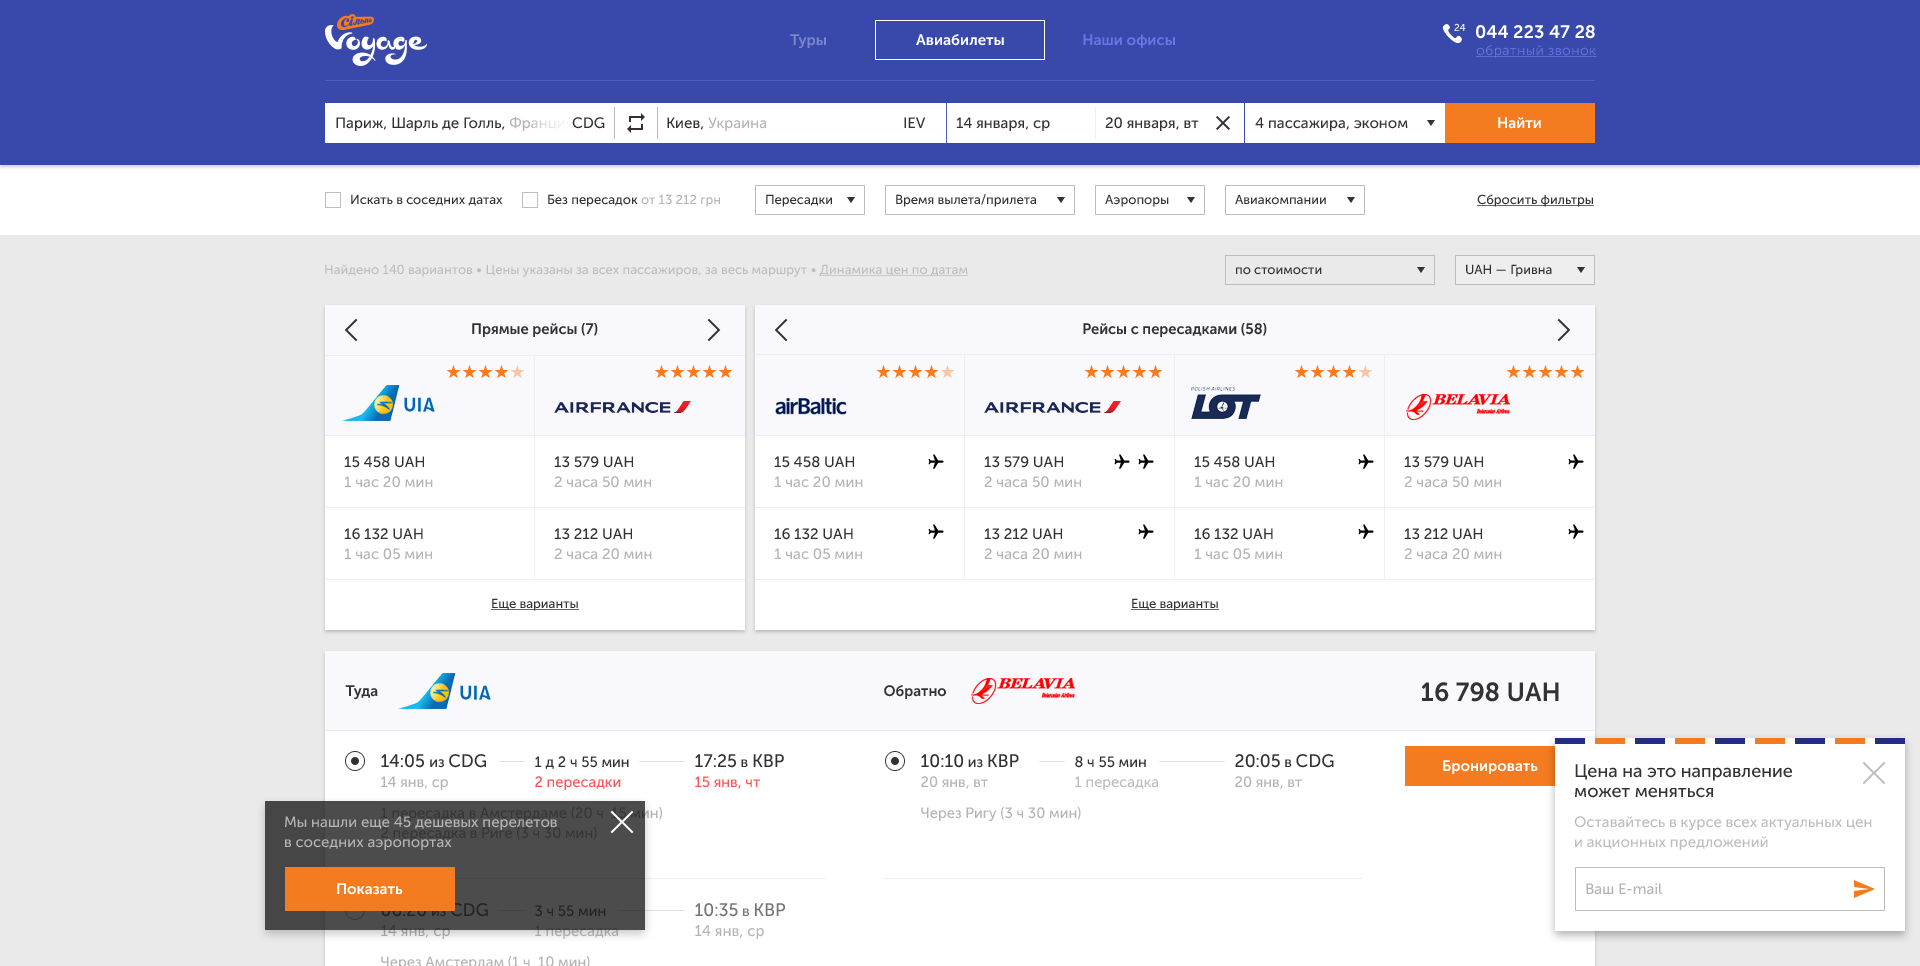 Сільпо Voyage
Туры Авиабилеты Наши офисы
24 044 223 47 28
обратный звонок
Париж, Шарль де Голль, Франци CDG Киев, Украина IEV 14 января, ср 20 января, вт 4 пассажира, эконом Найти
Искать в соседних датах Без пересадок от 13 212 грн Пересадки Время вылета/прилета Аэропоры Авиакомпании Сбросить фильтры
Найдено 140 вариантов • Цены указаны за всех пассажиров, за весь маршрут • Динамика цен по датам по стоимости UAH — Гривна
Прямые рейсы (7)
UIA AIRFRANCE
15 458 UAH 13 579 UAH
1 час 20 мин 2 часа 50 мин
16 132 UAH 13 212 UAH
1 час 05 мин 2 часа 20 мин
Еще варианты
Рейсы с пересадками (58)
airBaltic AIRFRANCE POLISH AIRLINES LOT BELAVIA Belarusian Airlines
15 458 UAH 13 579 UAH 15 458 UAH 13 579 UAH
1 час 20 мин 2 часа 50 мин 1 час 20 мин 2 часа 50 мин
16 132 UAH 13 212 UAH 16 132 UAH 13 212 UAH
1 час 05 мин 2 часа 20 мин 1 час 05 мин 2 часа 20 мин
Еще варианты
Туда UIA Обратно BELAVIA Belarusian Airlines 16 798 UAH
14:05 из CDG 1 д 2 ч 55 мин 17:25 в KBP 10:10 из KBP 8 ч 55 мин 20:05 в CDG Бронировать
14 янв, ср 2 пересадки 15 янв, чт 20 янв, вт 1 пересадка 20 янв, вт
1 пересадка в Амстердаме (20 ч 15 мин) Через Ригу (3 ч 30 мин)
2 пересадка в Риге (3 ч 30 мин)
06:20 из CDG 3 ч 55 мин 10:35 в KBP
14 янв, ср 1 пересадка 14 янв, ср
Через Амстердам (1 ч 10 мин)
Мы нашли еще 45 дешевых перелетов
в соседних аэропортах
Показать
Цена на это направление
может меняться
Оставайтесь в курсе всех актуальных цен
и акционных предложений
Ваш E-mail